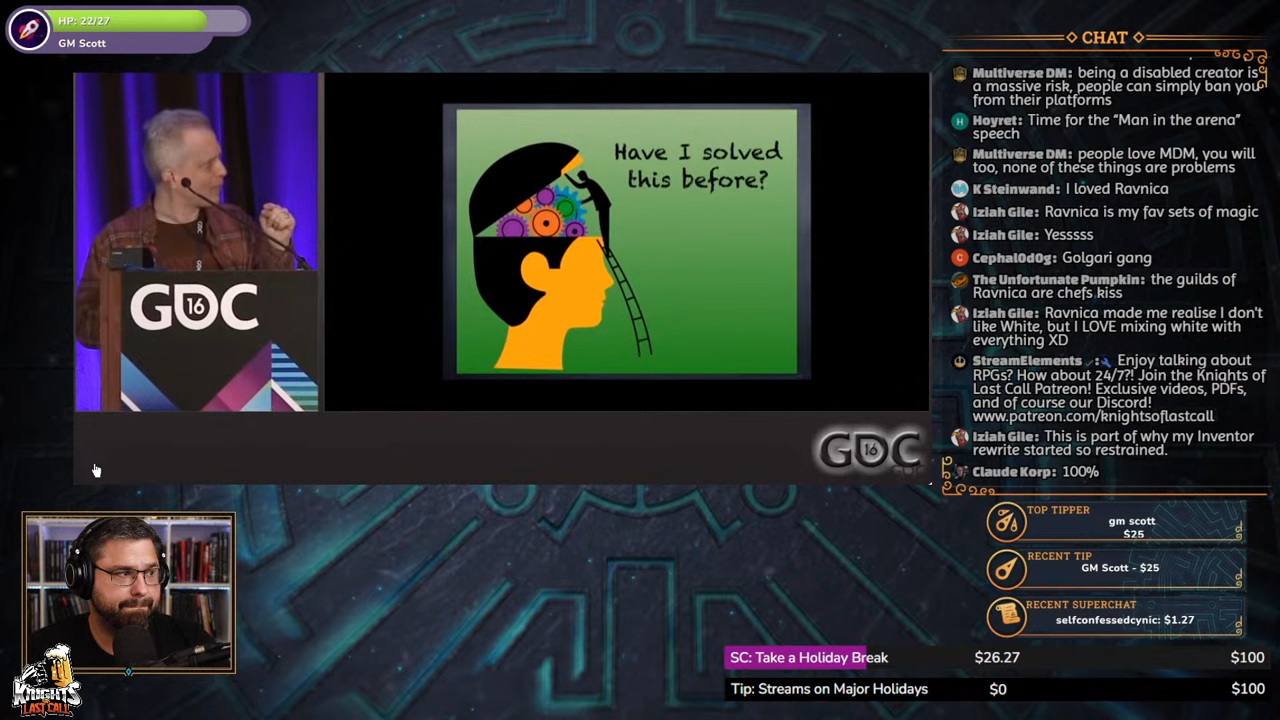 HP: 22/27
GM Scott
GDC 16
Have I solved
this before?
GDC 16
KNIGHTS
LAST CALL
CHAT
Multiverse DM: being a disabled creator is
a massive risk, people can simply ban you
from their platforms
H Hoyret: Time for the “Man in the arena”
speech
Multiverse DM: people love MDM, you will
too, none of these things are problems
K Steinwand: I loved Ravnica
Iziah Gile: Ravnica is my fav sets of magic
Iziah Gile: Yesssss
C Cephal0d0g: Golgari gang
The Unfortunate Pumpkin: the guilds of
Ravnica are chefs kiss
Iziah Gile: Ravnica made me realise I don't
like White, but I LOVE mixing white with
everything XD
StreamElements : Enjoy talking about
RPGs? How about 24/7?! Join the Knights of
Last Call Patreon! Exclusive videos, PDFs,
and of course our Discord!
www.patreon.com/knightsoflastcall
Iziah Gile: This is part of why my Inventor
rewrite started so restrained.
Claude Korp: 100%
TOP TIPPER
gm scott
$25
RECENT TIP
GM Scott - $25
RECENT SUPERCHAT
selfconfessedcynic: $1.27
SC: Take a Holiday Break $26.27 $100
Tip: Streams on Major Holidays $0 $100